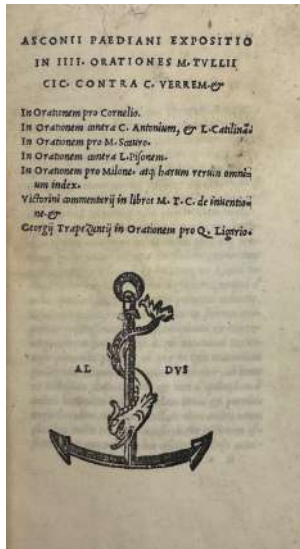 ASCONII PAEDIANI EXPOSITIO
IN IIII. ORATIONES M. TVLLII
CIC. CONTRA C. VERREM. &
In Orationem pro Cornelio.
In Orationem contra C. Antonium, & L. Catilinā.
In Orationem pro M. Scauro.
In Orationem contra L. Pisonem.
In Orationem pro Milone. atq; harum rerum omni
um index.
Victorini commentarij in libros M. T. C. de inuentio
ne. &
Georgij Trapezuntij in Orationem pro Q. Ligario.
AL DVS